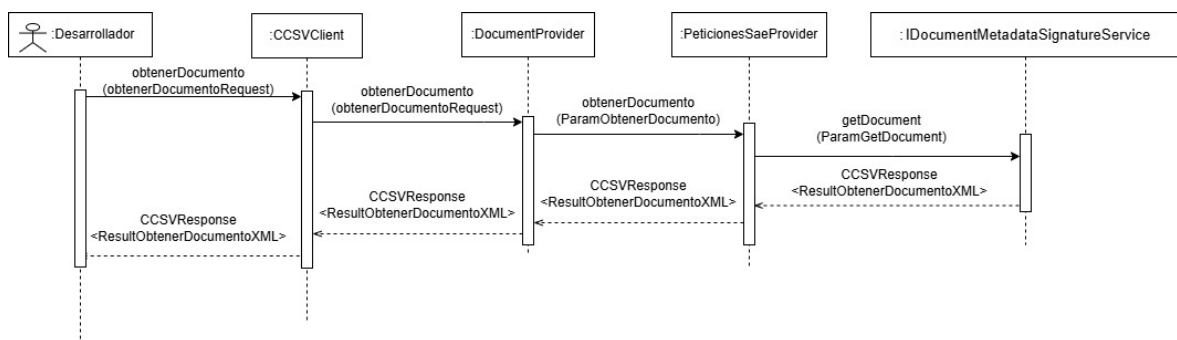 :Desarrollador
:CCSVClient
:DocumentProvider
:PeticionesSaeProvider
: IDocumentMetadataSignatureService
obtenerDocumento
(obtenerDocumentoRequest)
obtenerDocumento
(obtenerDocumentoRequest)
obtenerDocumento
(ParamObtenerDocumento)
getDocument
(ParamGetDocument)
CCSVResponse
<ResultObtenerDocumentoXML>
CCSVResponse
<ResultObtenerDocumentoXML>
CCSVResponse
<ResultObtenerDocumentoXML>
CCSVResponse
<ResultObtenerDocumentoXML>